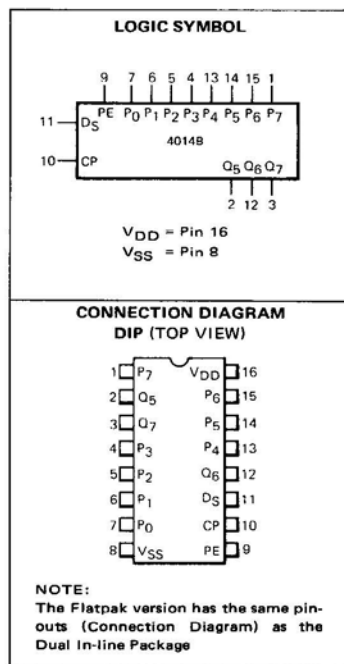 LOGIC SYMBOL
9 7 6 5 4 13 14 15 1
PE P0 P1 P2 P3 P4 P5 P6 P7
11 DS
4014B
10 CP
Q5 Q6 Q7
2 12 3
VDD = Pin 16
VSS = Pin 8
CONNECTION DIAGRAM
DIP (TOP VIEW)
1 P7 VDD 16
2 Q5 P6 15
3 Q7 P5 14
4 P3 P4 13
5 P2 Q6 12
6 P1 DS 11
7 P0 CP 10
8 VSS PE 9
NOTE:
The Flatpak version has the same pin-
outs (Connection Diagram) as the
Dual In-line Package